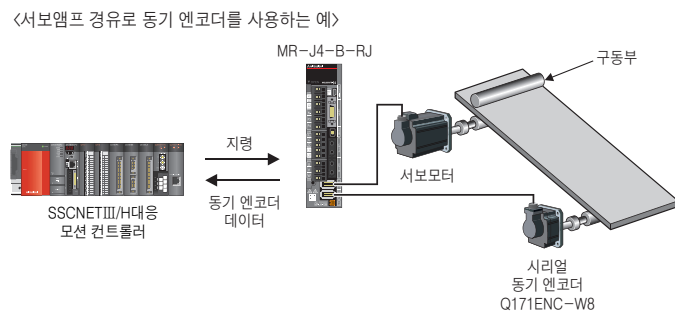 〈서보앰프 경유로 동기 엔코더를 사용하는 예〉
MR-J4-B-RJ
구동부
지령
서보모터
동기 엔코더
데이터
SSCNETⅢ/H대응
모션 컨트롤러
시리얼
동기 엔코더
Q171ENC-W8